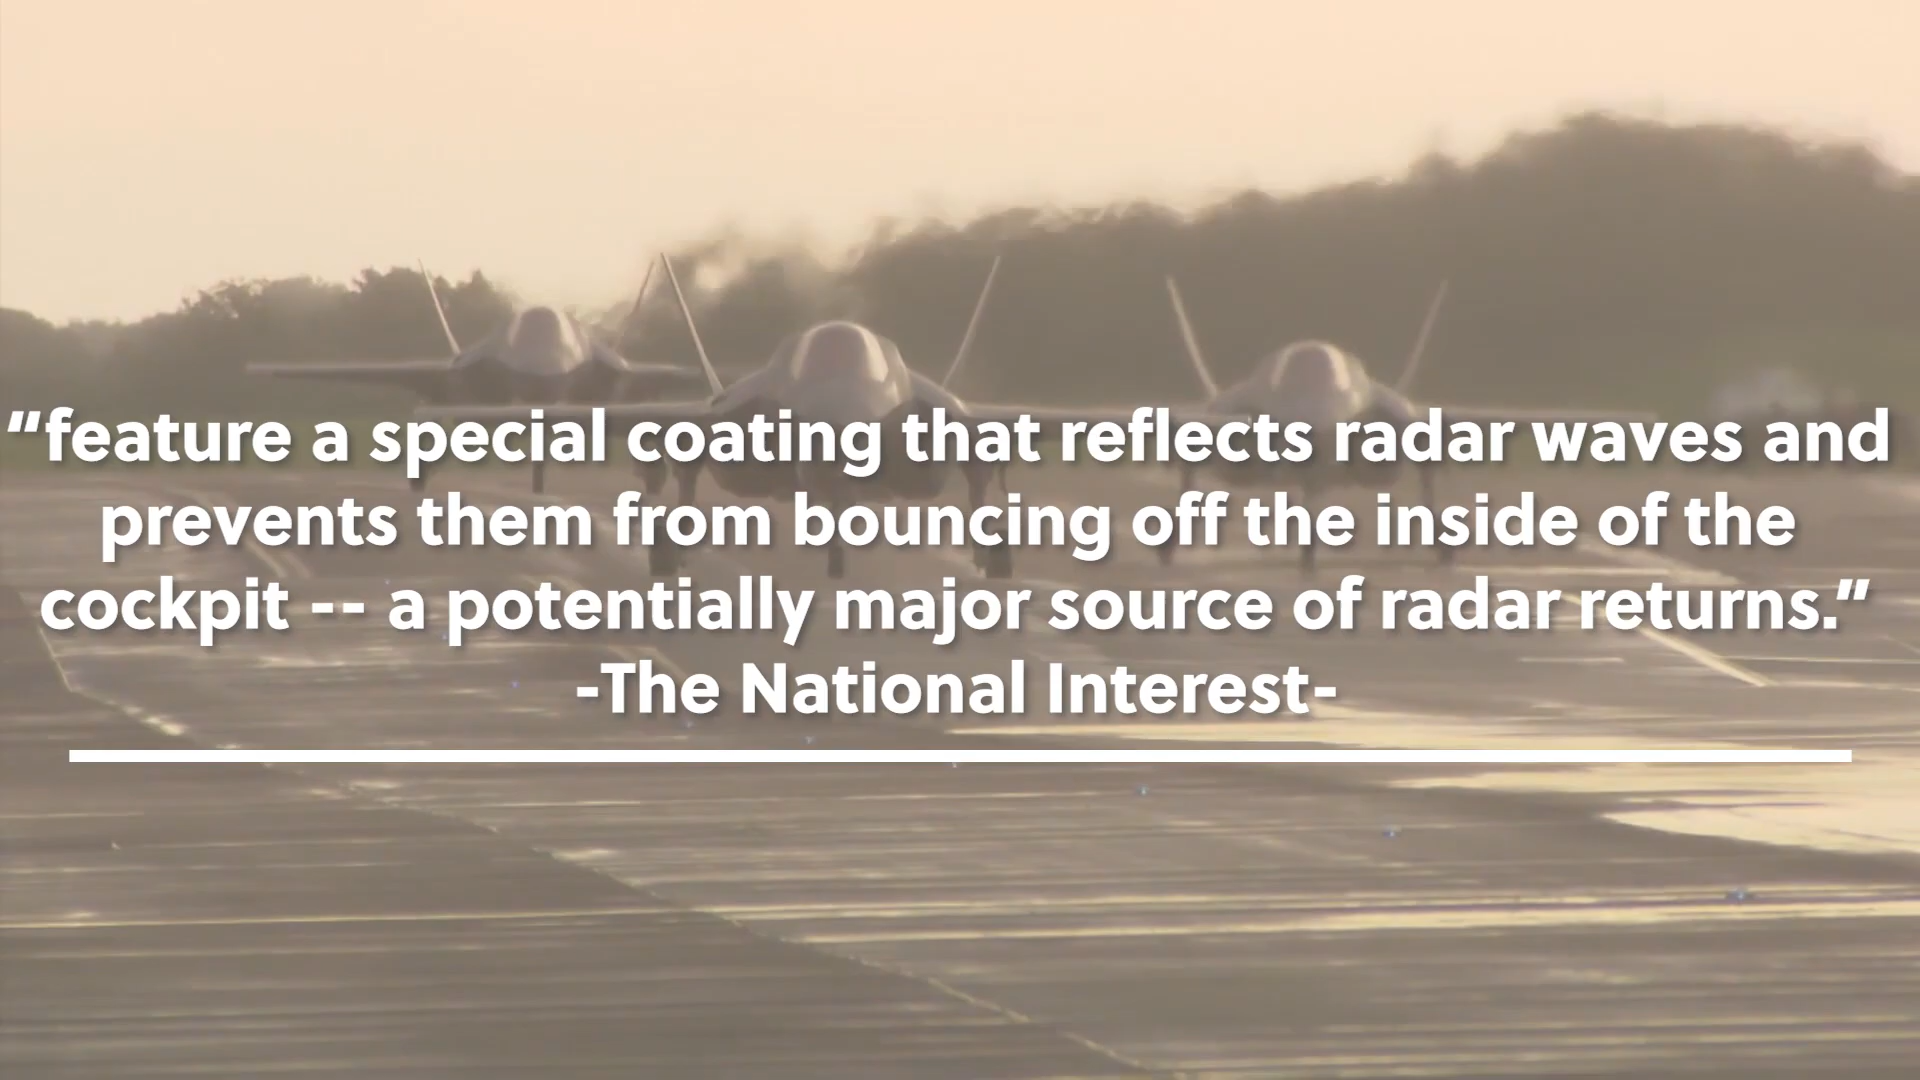 “feature a special coating that reflects radar waves and
prevents them from bouncing off the inside of the
cockpit -- a potentially major source of radar returns.”
-The National Interest-